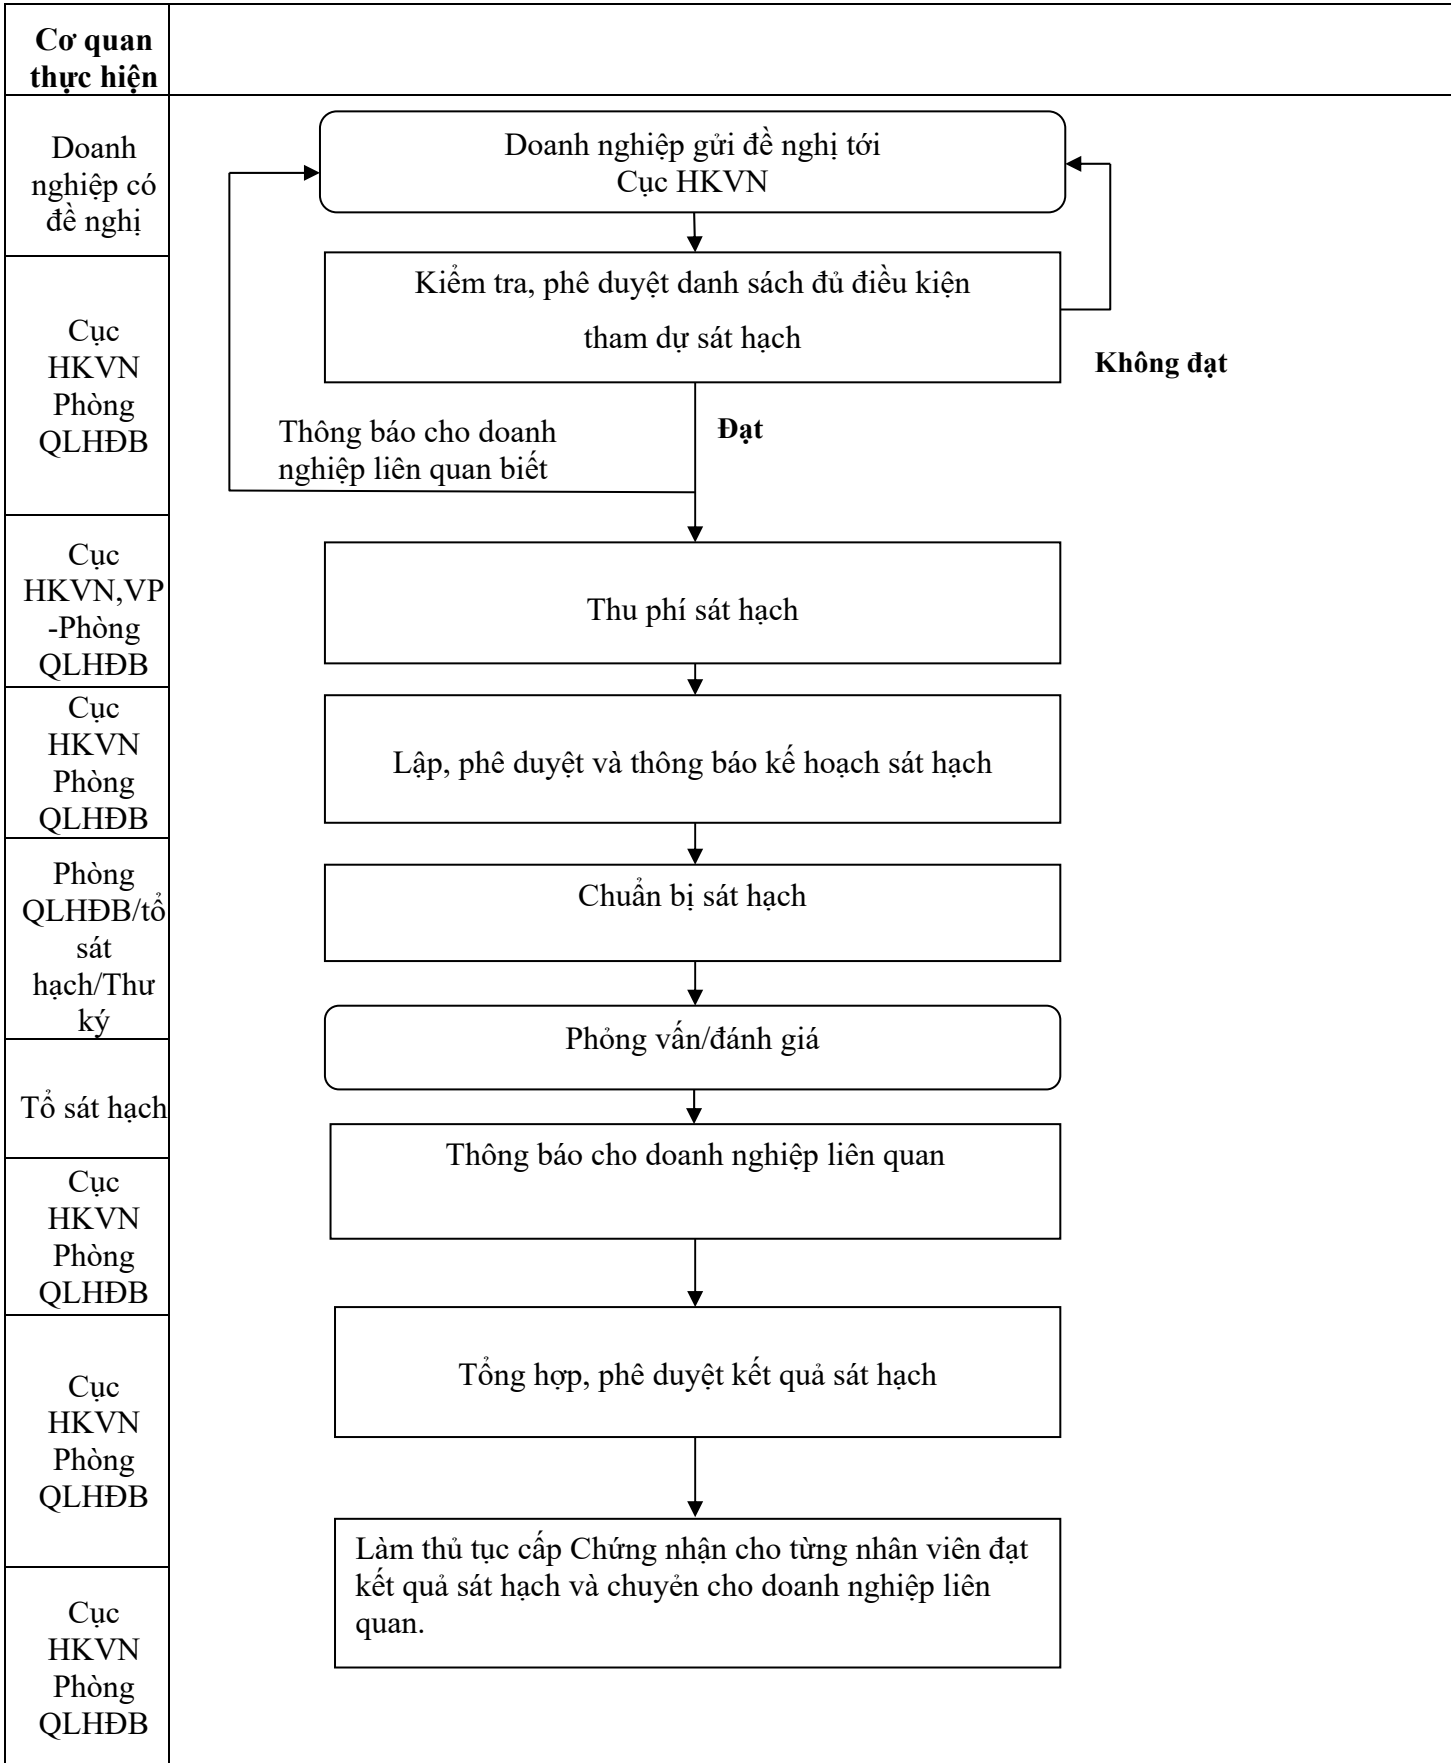 Cơ quan
thực hiện
Doanh
nghiệp có
đề nghị
Doanh nghiệp gửi đề nghị tới
Cục HKVN
Cục
HKVN
Phòng
QLHĐB
Kiểm tra, phê duyệt danh sách đủ điều kiện
tham dự sát hạch
Không đạt
Đạt
Thông báo cho doanh
nghiệp liên quan biết
Cục
HKVN,VP
-Phòng
QLHĐB
Thu phí sát hạch
Cục
HKVN
Phòng
QLHĐB
Lập, phê duyệt và thông báo kế hoạch sát hạch
Phòng
QLHĐB/tổ
sát
hạch/Thư
ký
Chuẩn bị sát hạch
Phỏng vấn/đánh giá
Tổ sát hạch
Thông báo cho doanh nghiệp liên quan
Cục
HKVN
Phòng
QLHĐB
Tổng hợp, phê duyệt kết quả sát hạch
Cục
HKVN
Phòng
QLHĐB
Làm thủ tục cấp Chứng nhận cho từng nhân viên đạt
kết quả sát hạch và chuyẻn cho doanh nghiệp liên
quan.
Cục
HKVN
Phòng
QLHĐB